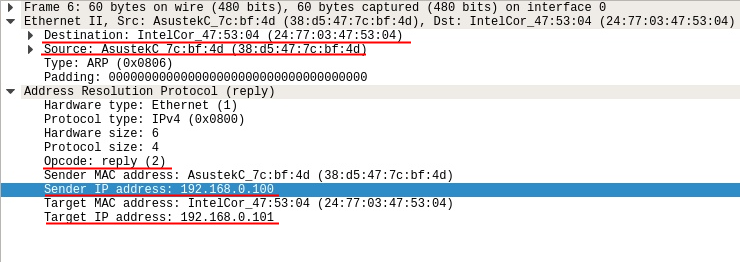 Frame 6: 60 bytes on wire (480 bits), 60 bytes captured (480 bits) on interface 0
Ethernet II, Src: AsustekC_7c:bf:4d (38:d5:47:7c:bf:4d), Dst: IntelCor_47:53:04 (24:77:03:47:53:04)
Destination: IntelCor_47:53:04 (24:77:03:47:53:04)
Source: AsustekC_7c:bf:4d (38:d5:47:7c:bf:4d)
Type: ARP (0x0806)
Padding: 000000000000000000000000000000000000
Address Resolution Protocol (reply)
Hardware type: Ethernet (1)
Protocol type: IPv4 (0x0800)
Hardware size: 6
Protocol size: 4
Opcode: reply (2)
Sender MAC address: AsustekC_7c:bf:4d (38:d5:47:7c:bf:4d)
Sender IP address: 192.168.0.100
Target MAC address: IntelCor_47:53:04 (24:77:03:47:53:04)
Target IP address: 192.168.0.101